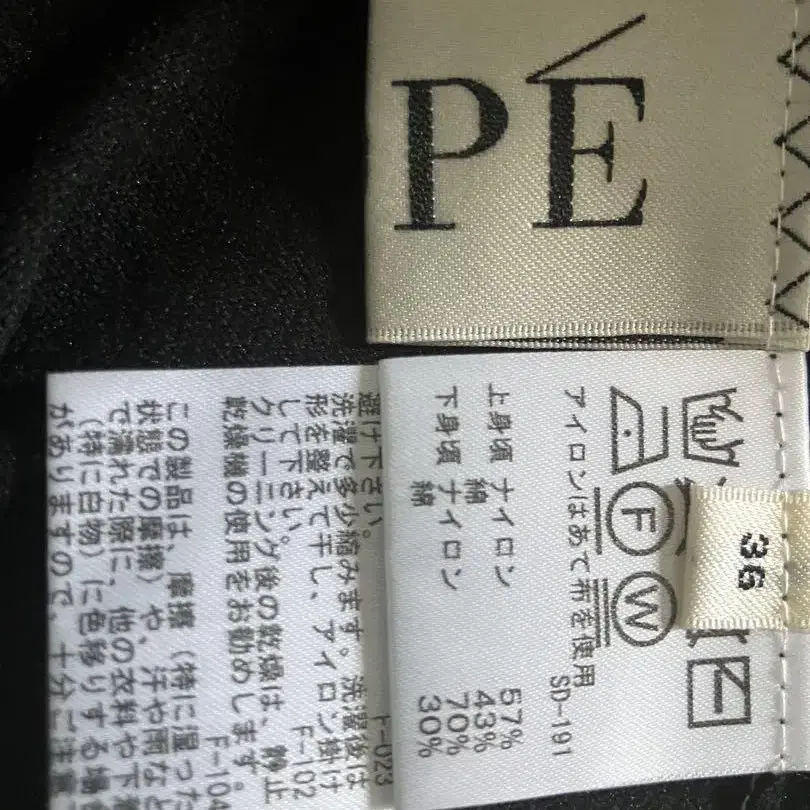 PÉ
36
F
W
アイロンはあて布を使用
SD-191
上身頃 ナイロン 57%
綿 43%
下身頃 ナイロン 70%
綿 30%
避け下さい。 F-023
洗濯で多少縮みます。洗濯後は
形を整えて干し、アイロン掛け
して下さい。 F-102
クリーニング後の乾燥は、静止
乾燥機の使用をお勧めします。
F-104
この製品は、摩擦（特に湿った
状態での摩擦）や、汗や雨など
で濡れた際に、他の衣料や下着
（特に白物）に色移りする場合
がありますので、十分ご注意